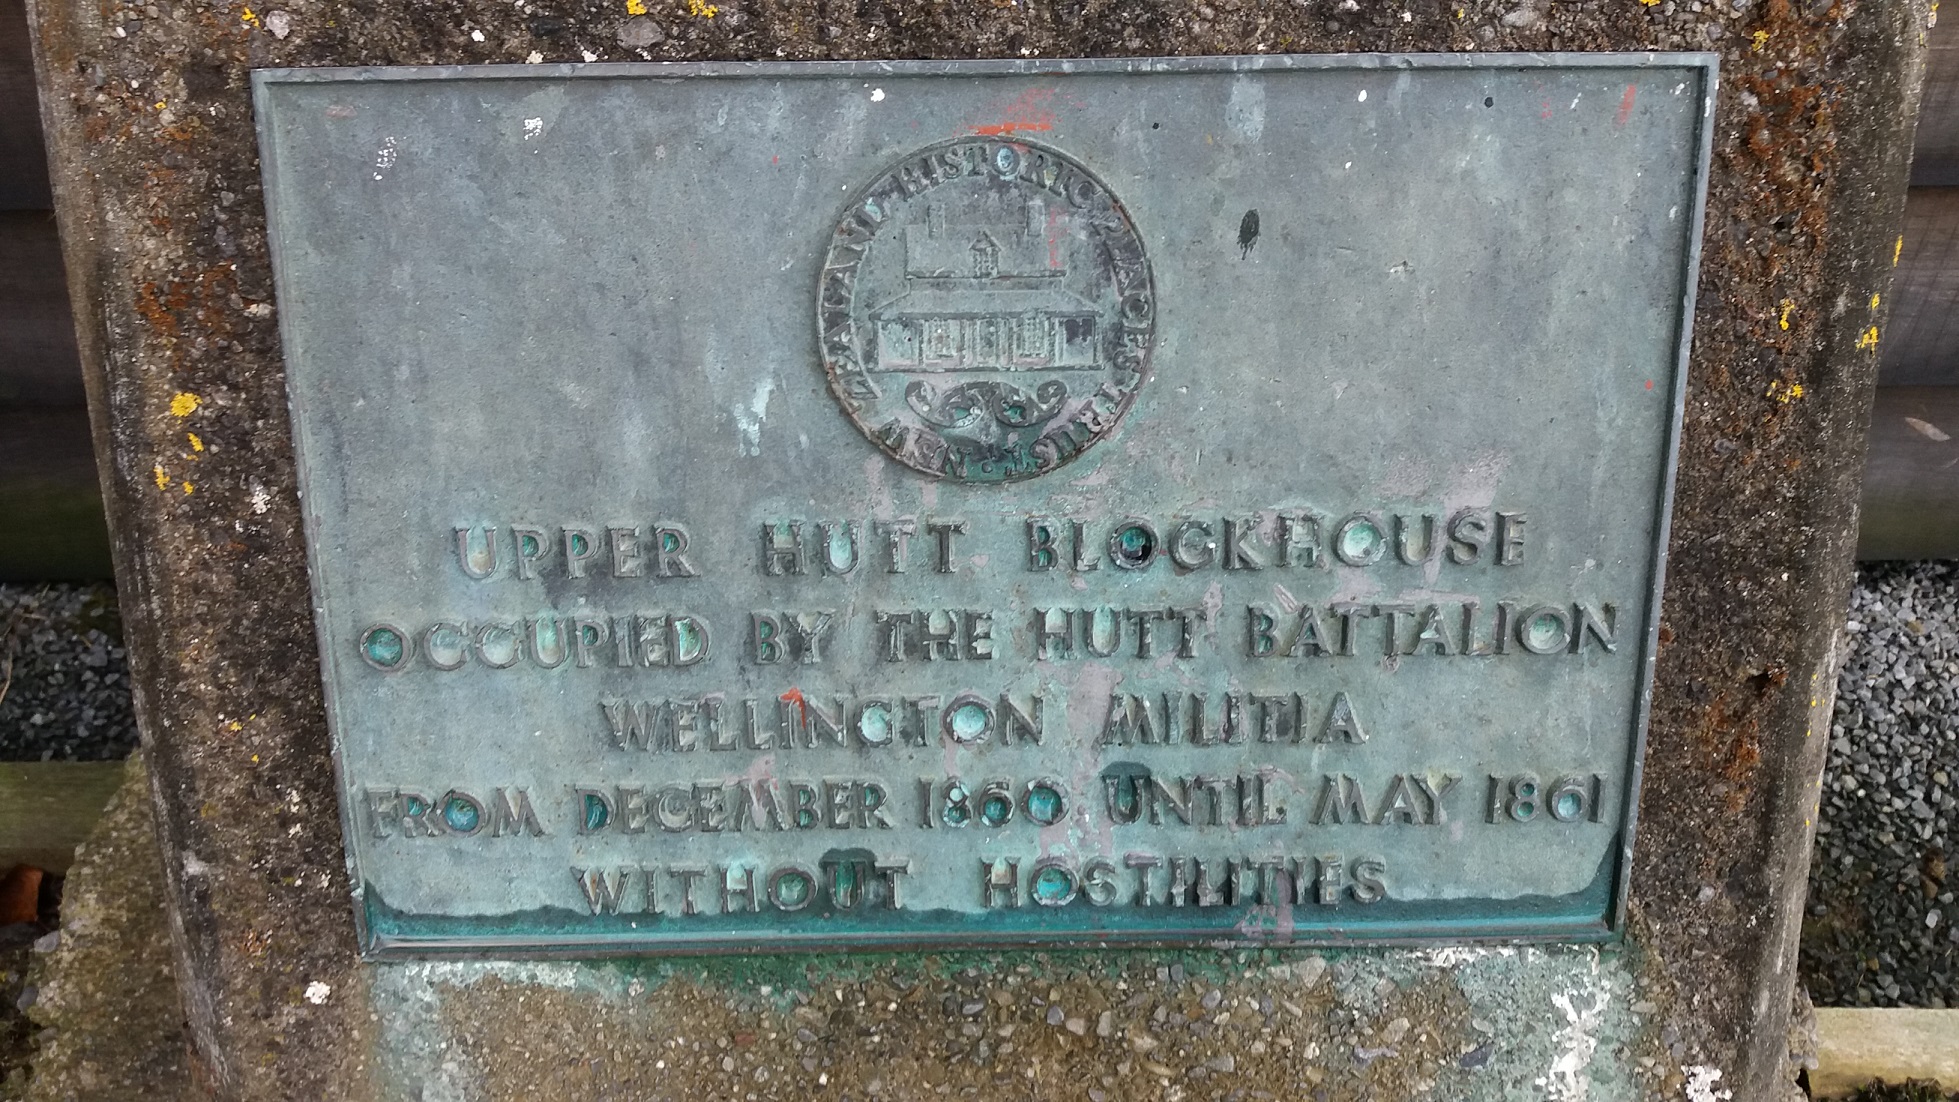 NEW ZEALAND HISTORIC PLACES TRUST
UPPER HUTT BLOCKHOUSE
OCCUPIED BY THE HUTT BATTALION
WELLINGTON MILITIA
FROM DECEMBER 1860 UNTIL MAY 1861
WITHOUT HOSTILITIES